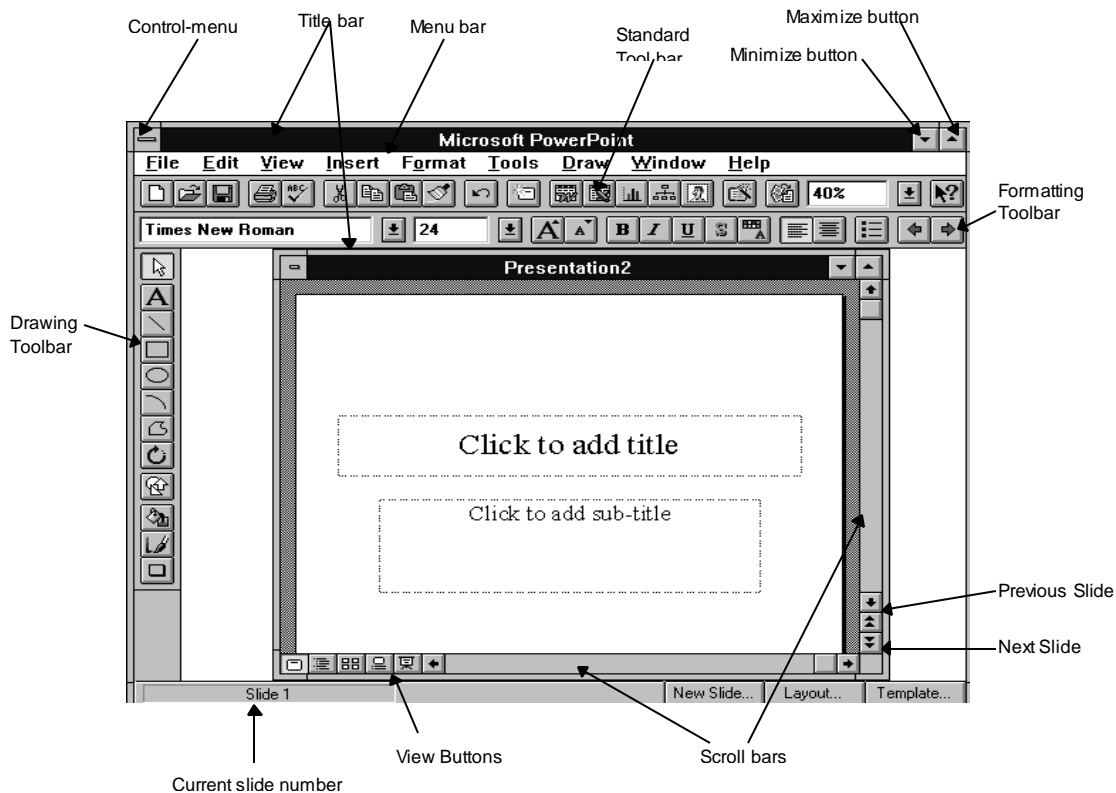 Control-menu
Title bar
Menu bar
Standard
Tool bar
Maximize button
Minimize button
Microsoft PowerPoint
File Edit View Insert Format Tools Draw Window Help
ABC
40%
?
Formatting
Toolbar
Times New Roman
24
A A B I U S A
Presentation2
A
Drawing
Toolbar
Click to add title
Click to add sub-title
Previous Slide
Next Slide
Slide 1
New Slide... Layout... Template...
View Buttons
Scroll bars
Current slide number